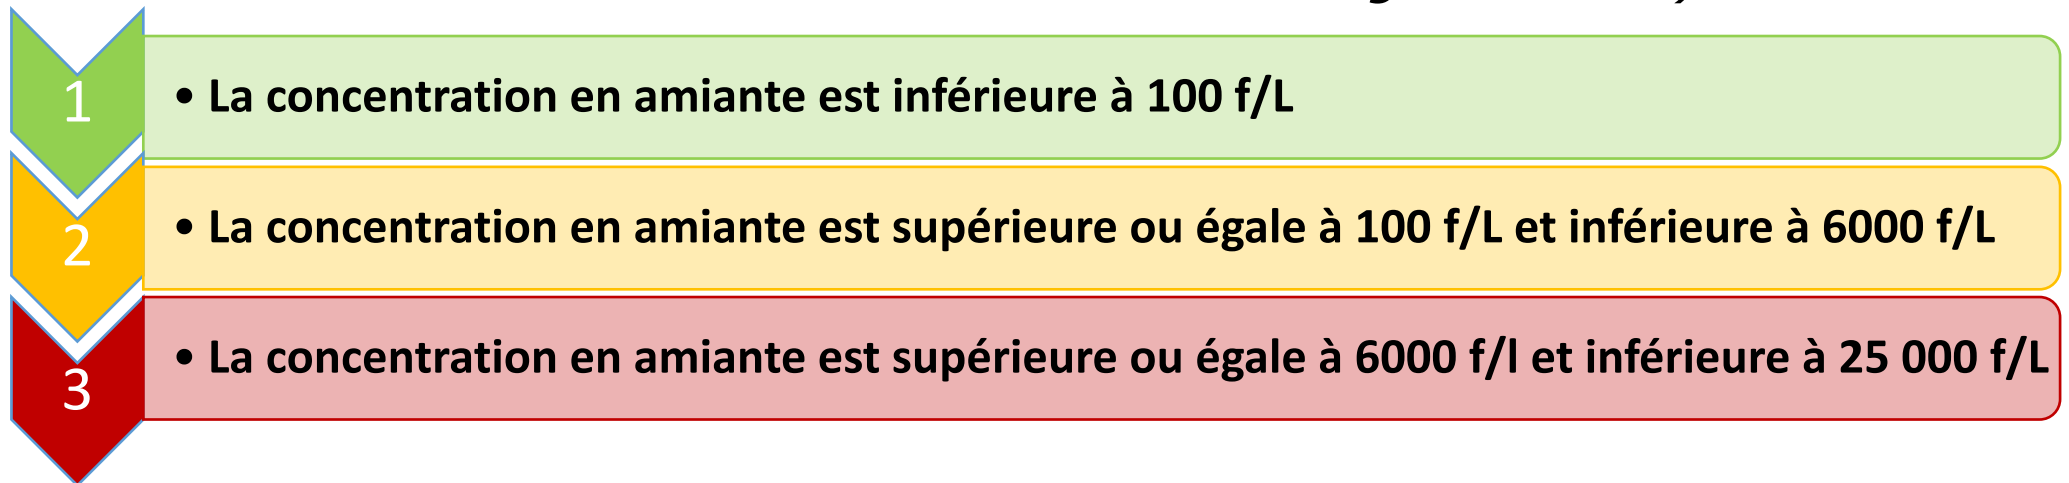 1
• La concentration en amiante est inférieure à 100 f/L
2
• La concentration en amiante est supérieure ou égale à 100 f/L et inférieure à 6000 f/L
3
• La concentration en amiante est supérieure ou égale à 6000 f/l et inférieure à 25 000 f/L